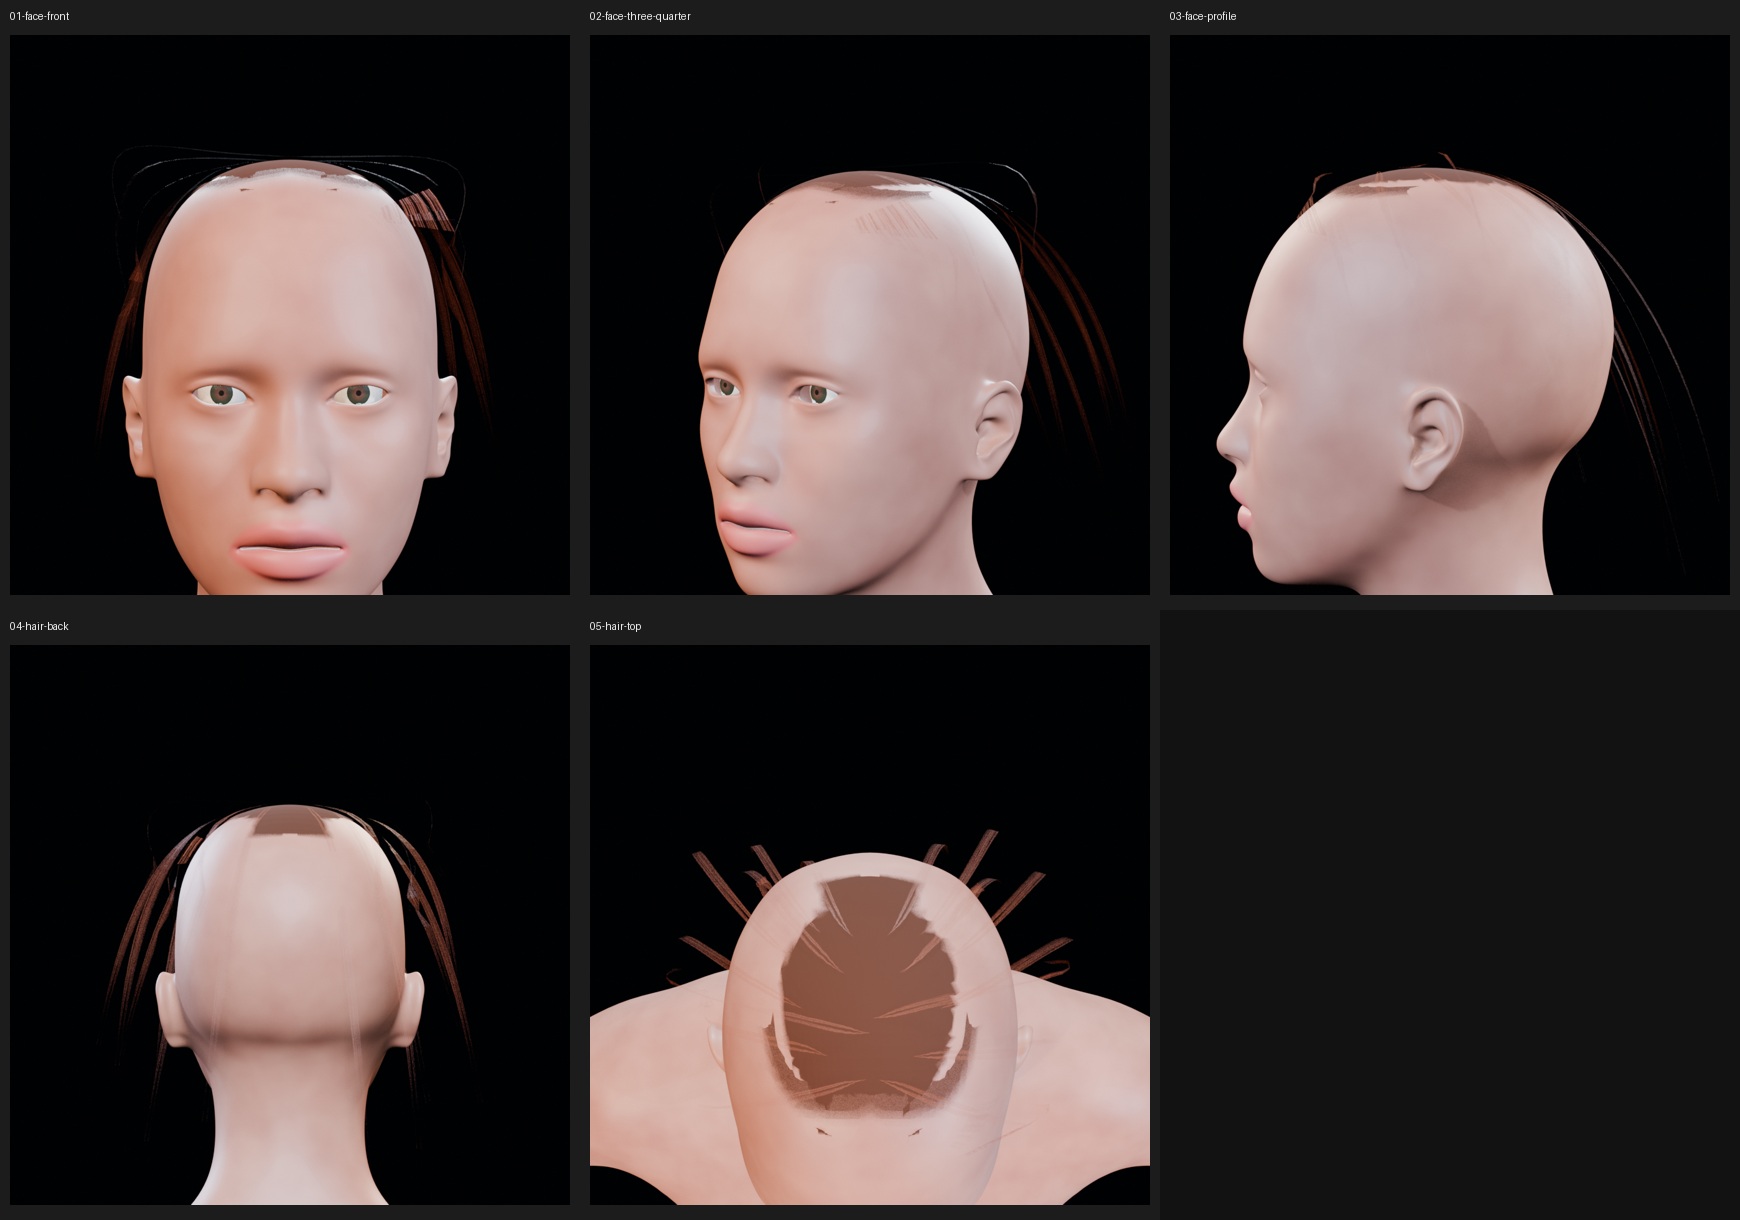 01-face-front
02-face-three-quarter
03-face-profile
04-hair-back
05-hair-top